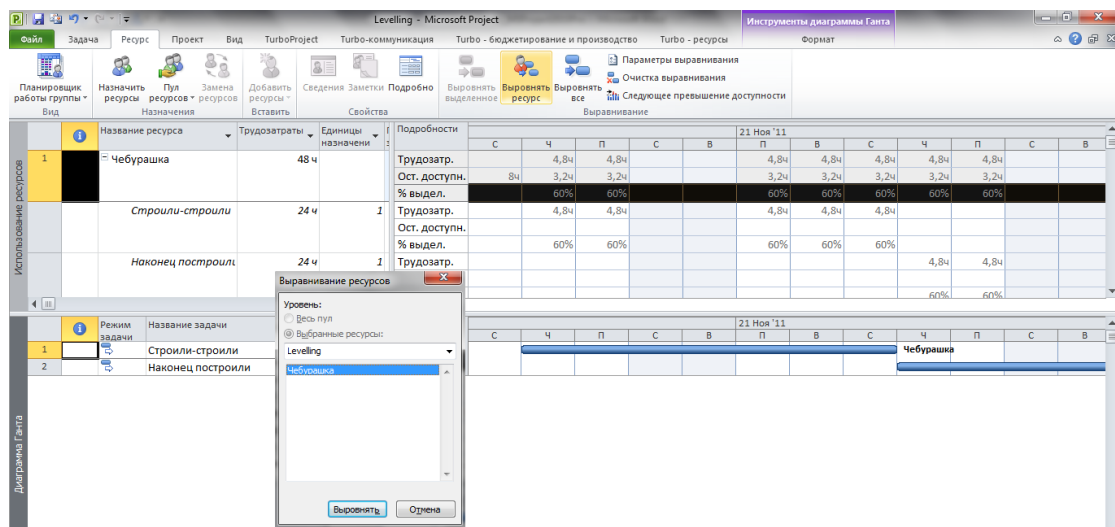 Levelling - Microsoft Project
Инструменты диаграммы Ганта
Файл Задача Ресурс Проект Вид TurboProject Turbo-коммуникация Turbo - бюджетирование и производство Turbo - ресурсы Формат
Планировщик работы группы
Назначить ресурсы
Пул ресурсов
Замена ресурсов
Добавить ресурсы
Сведения Заметки Подробно
Выровнять выделенное
Выровнять ресурс
Выровнять все
Параметры выравнивания
Очистка выравнивания
Следующее превышение доступности
Вид Назначения Вставить Свойства Выравнивание
Использование ресурсов
Название ресурса Трудозатраты Единицы назначени Подробности 21 Ноя '11
С Ч П С В П В С Ч П С В
1 Чебурашка 48 ч Трудозатр. 4,8ч 4,8ч 4,8ч 4,8ч 4,8ч 4,8ч 4,8ч
Ост. доступн. 8ч 3,2ч 3,2ч 3,2ч 3,2ч 3,2ч 3,2ч 3,2ч
% выдел. 60% 60% 60% 60% 60% 60% 60%
Строили-строили 24 ч 1 Трудозатр. 4,8ч 4,8ч 4,8ч 4,8ч 4,8ч
Ост. доступн.
% выдел. 60% 60% 60% 60% 60%
Наконец построили 24 ч 1 Трудозатр. 4,8ч 4,8ч
60% 60%
Диаграмма Ганта
Режим задачи Название задачи 21 Ноя '11
С Ч П С В П В С Ч П С В
1 Строили-строили Чебурашка
2 Наконец построили
Выравнивание ресурсов
Уровень:
Весь пул
Выбранные ресурсы:
Levelling
Чебурашка
Выровнять Отмена